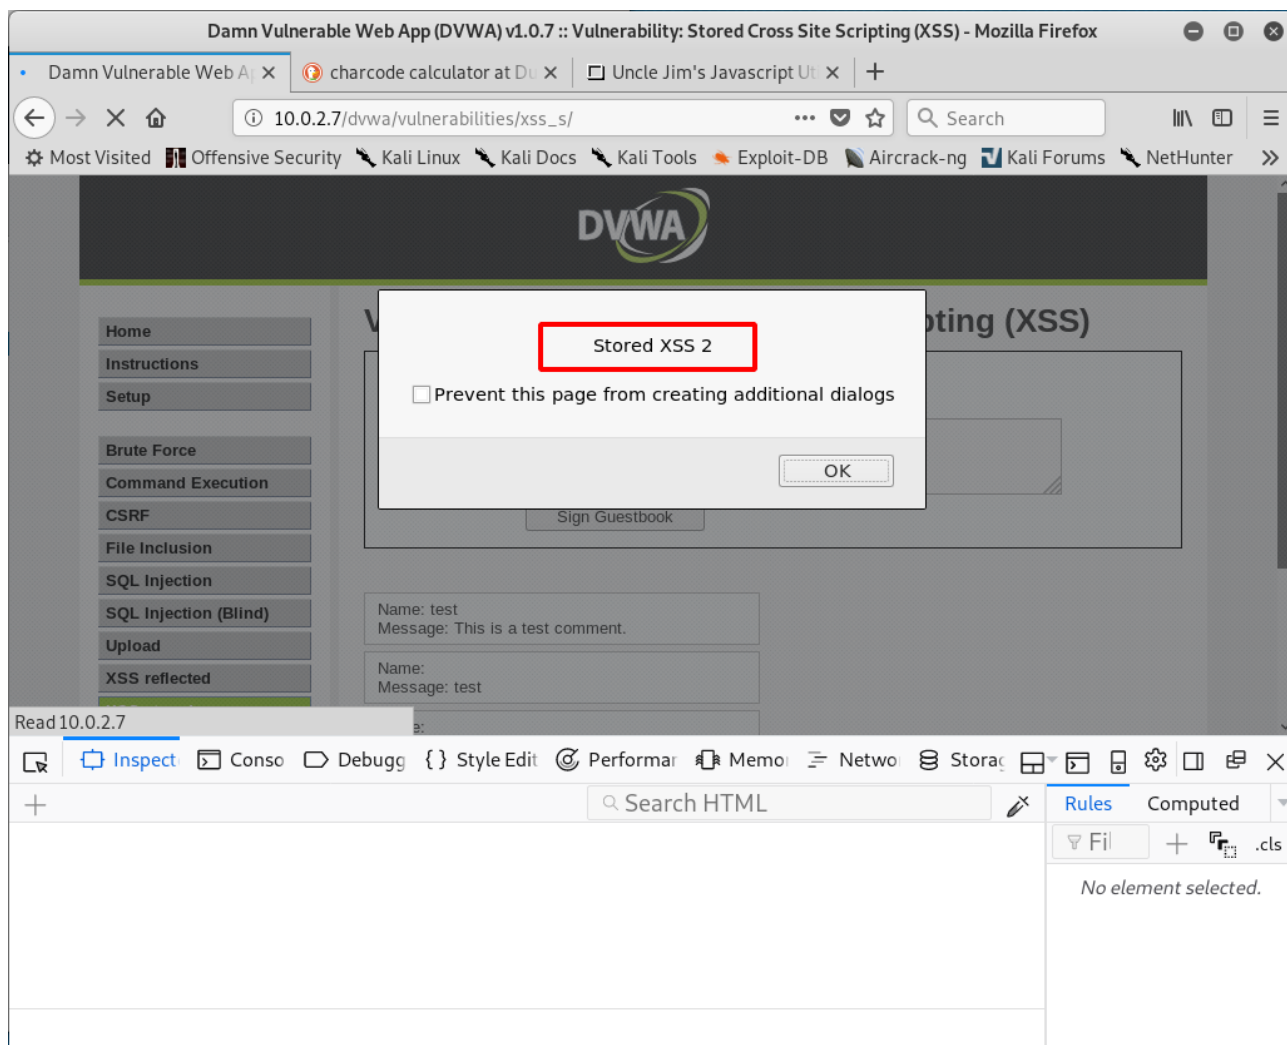 Damn Vulnerable Web App (DVWA) v1.0.7 :: Vulnerability: Stored Cross Site Scripting (XSS) - Mozilla Firefox
Damn Vulnerable Web A
charcode calculator at Du
Uncle Jim's Javascript Ut
10.0.2.7/dvwa/vulnerabilities/xss_s/
Search
Most Visited Offensive Security Kali Linux Kali Docs Kali Tools Exploit-DB Aircrack-ng Kali Forums NetHunter
DVWA
V
pting (XSS)
Stored XSS 2
Prevent this page from creating additional dialogs
OK
Sign Guestbook
Home
Instructions
Setup
Brute Force
Command Execution
CSRF
File Inclusion
SQL Injection
SQL Injection (Blind)
Upload
XSS reflected
Name: test
Message: This is a test comment.
Name:
Message: test
e:
Read 10.0.2.7
Inspect Conso Debugg {} Style Edit Performan Memo Netwo Storag
+ Search HTML
Rules Computed
Fil + .cls
No element selected.